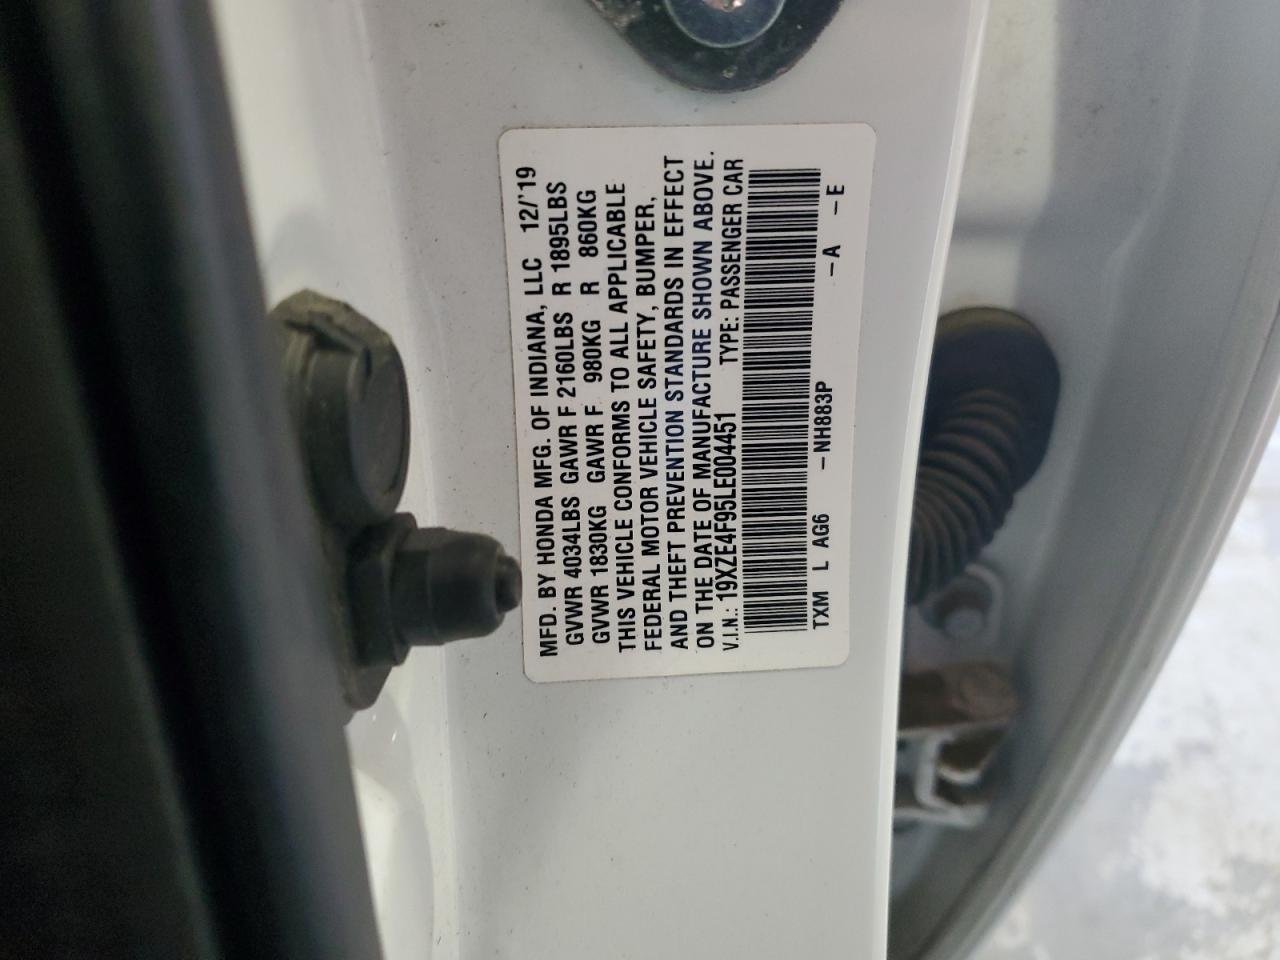 MFD. BY HONDA MFG. OF INDIANA, LLC 12/'19
GVWR 4034LBS GAWR F 2160LBS R 1895LBS
GVWR 1830KG GAWR F 980KG R 860KG
THIS VEHICLE CONFORMS TO ALL APPLICABLE
FEDERAL MOTOR VEHICLE SAFETY, BUMPER,
AND THEFT PREVENTION STANDARDS IN EFFECT
ON THE DATE OF MANUFACTURE SHOWN ABOVE.
V.I.N.: 19XZE4F95LE004451 TYPE: PASSENGER CAR
TXM L AG6 -NH883P -A -E